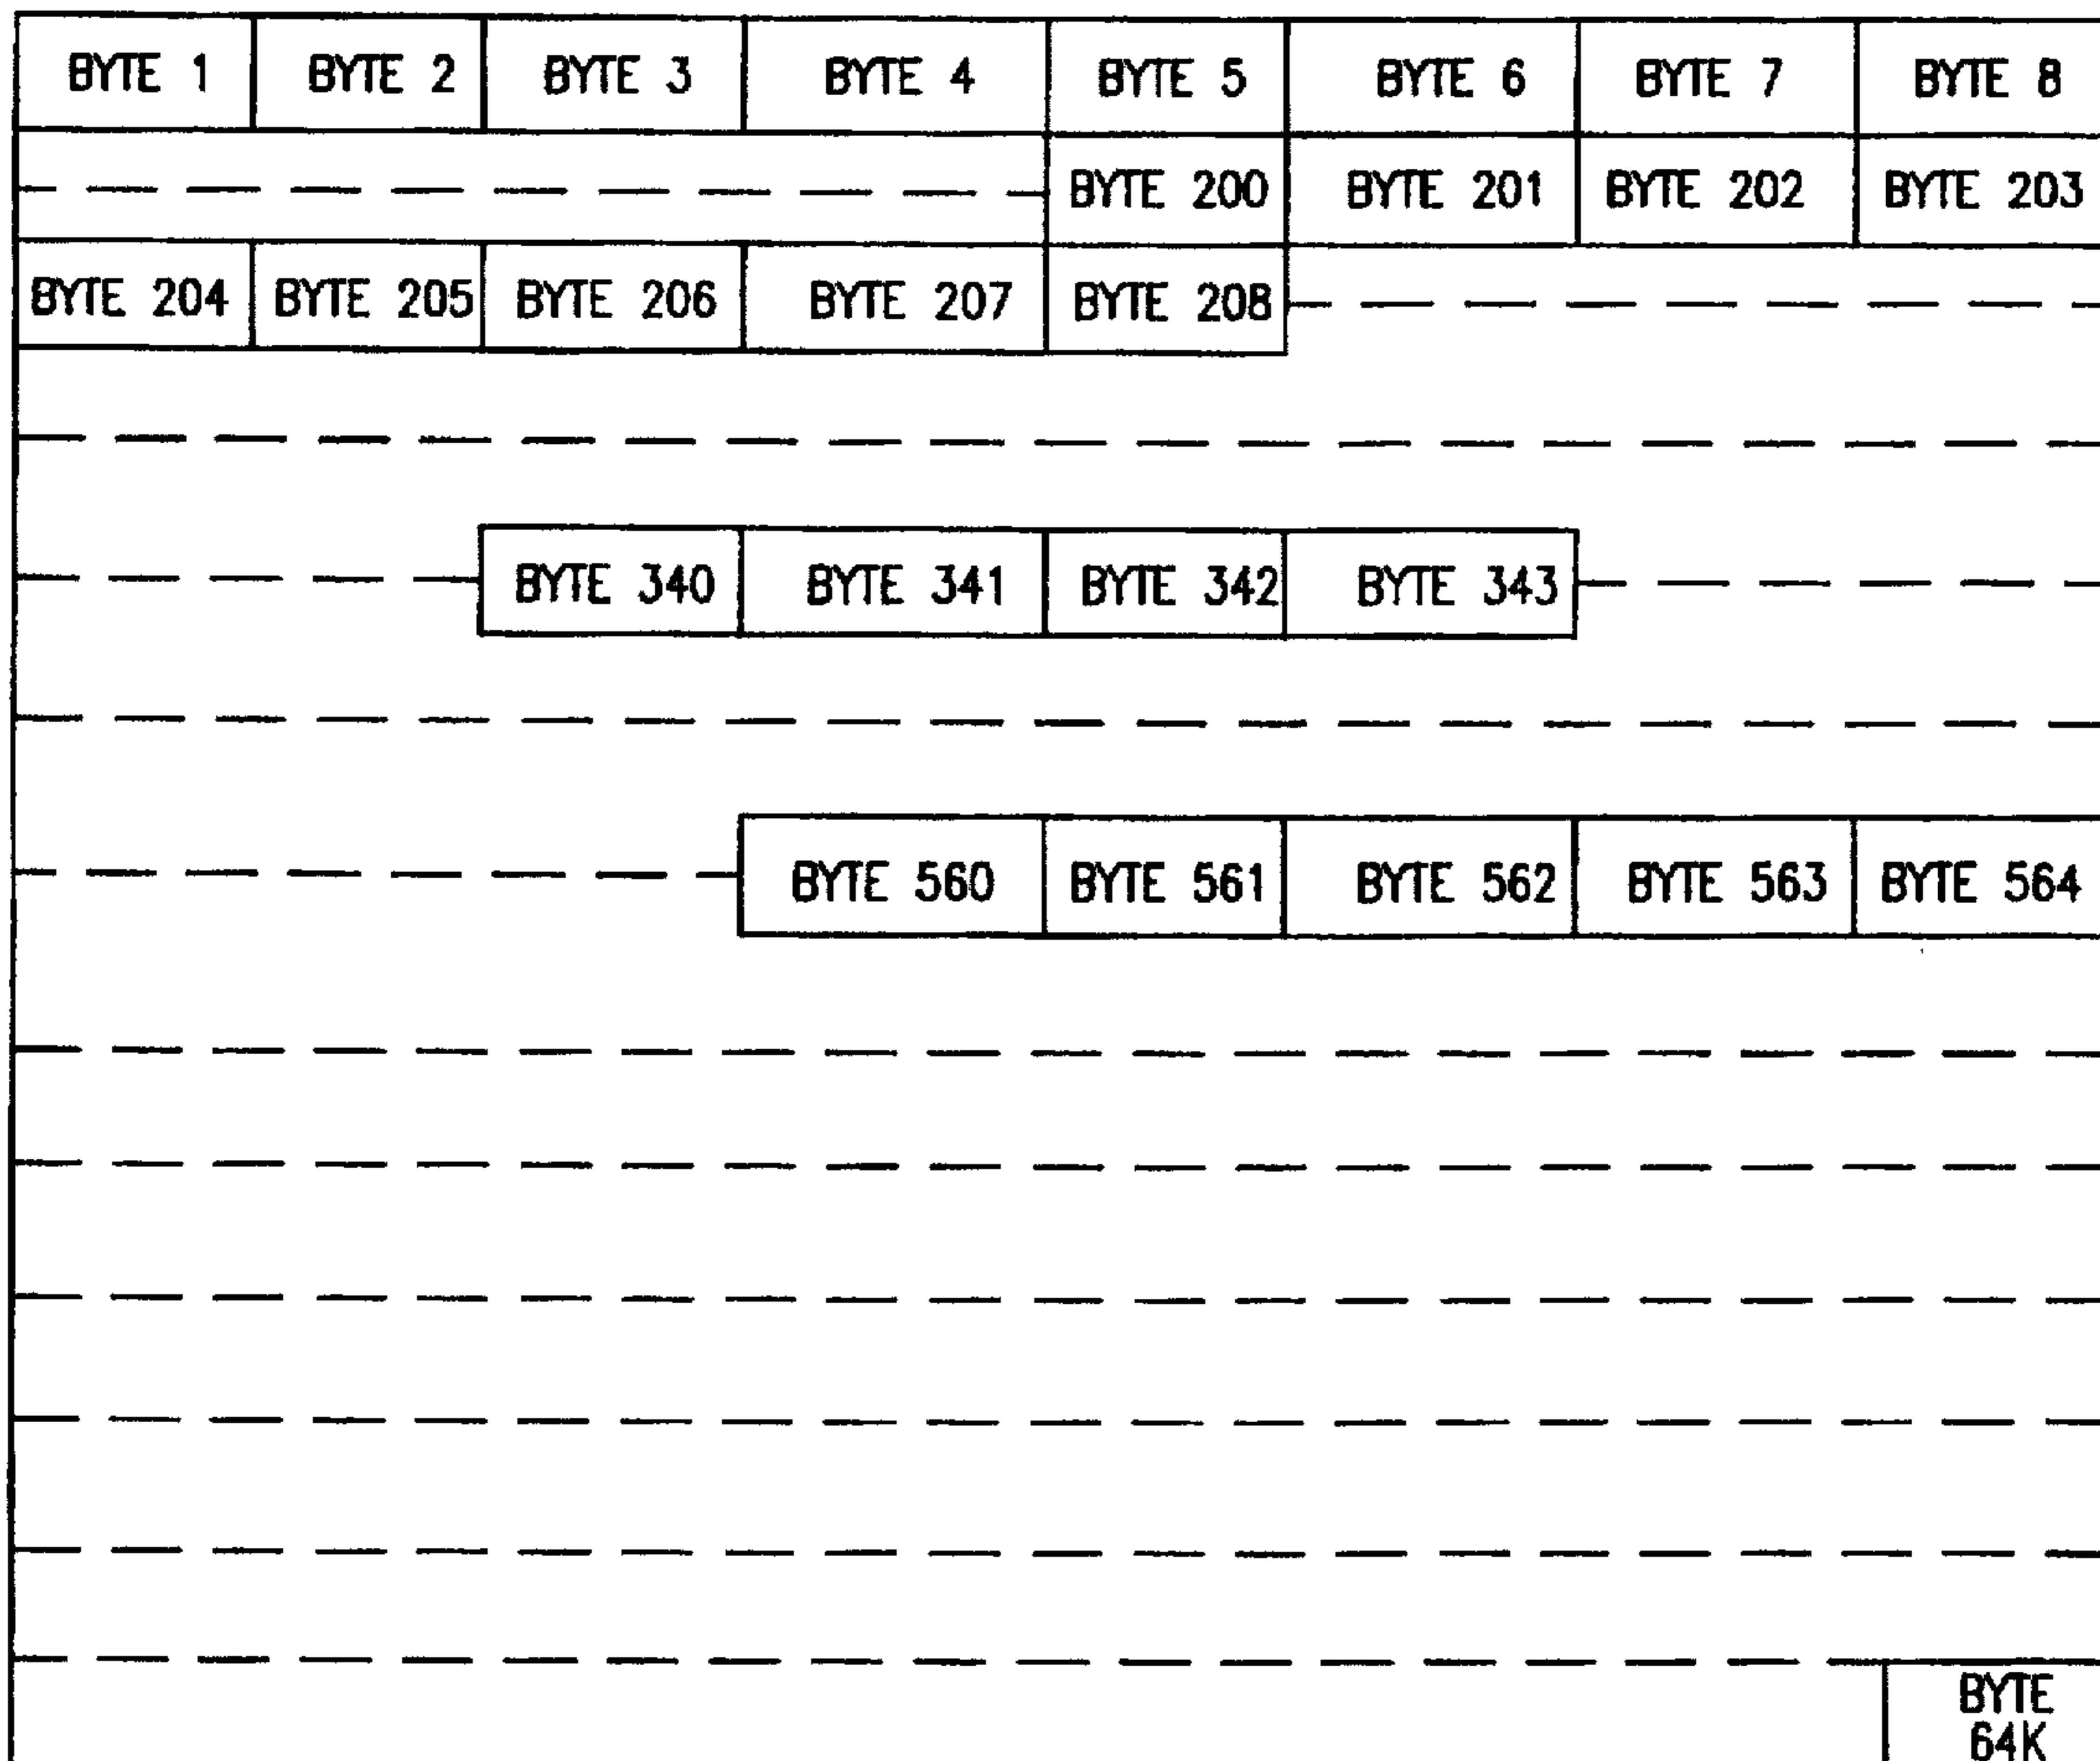 BYTE 1 BYTE 2 BYTE 3 BYTE 4 BYTE 5 BYTE 6 BYTE 7 BYTE 8
BYTE 200 BYTE 201 BYTE 202 BYTE 203
BYTE 204 BYTE 205 BYTE 206 BYTE 207 BYTE 208
BYTE 340 BYTE 341 BYTE 342 BYTE 343
BYTE 560 BYTE 561 BYTE 562 BYTE 563 BYTE 564
BYTE
64K